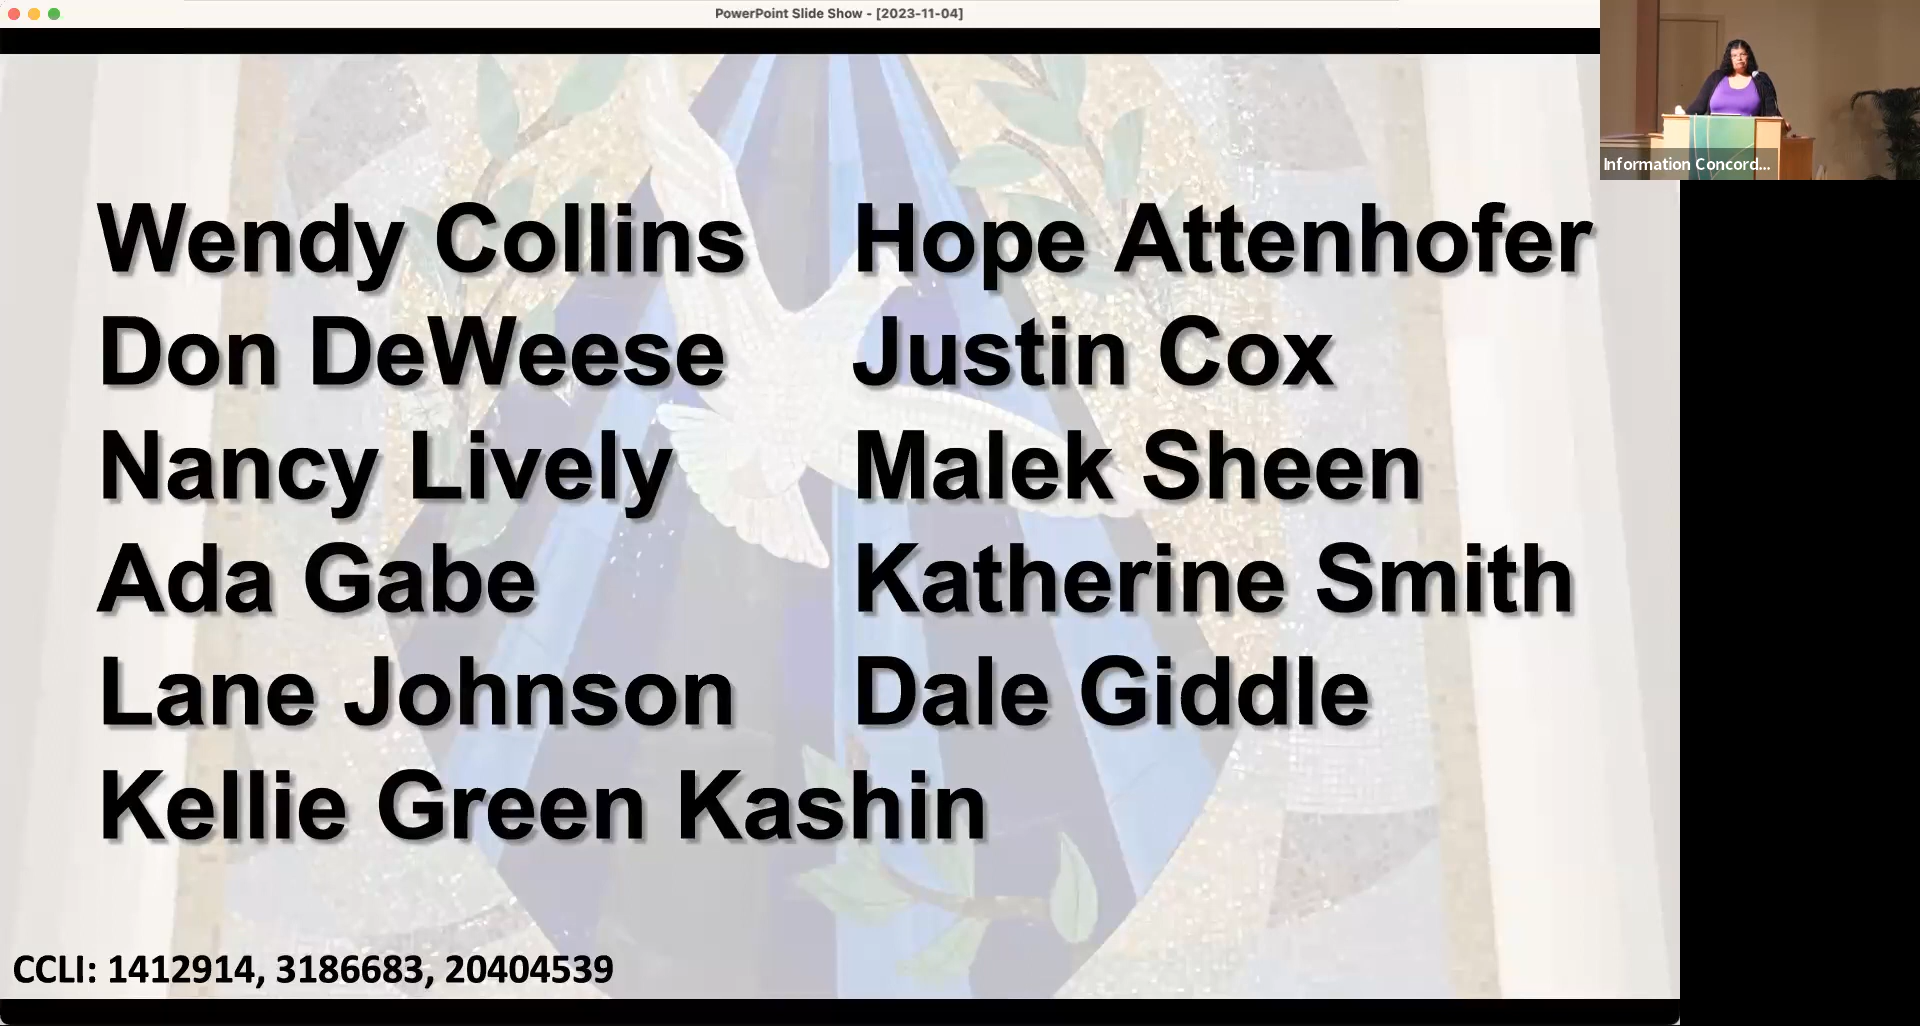 PowerPoint Slide Show - [2023-11-04]
Information Concord...
Wendy Collins
Don DeWeese
Nancy Lively
Ada Gabe
Lane Johnson
Kellie Green Kashin
Hope Attenhofer
Justin Cox
Malek Sheen
Katherine Smith
Dale Giddle
CCLI: 1412914, 3186683, 20404539